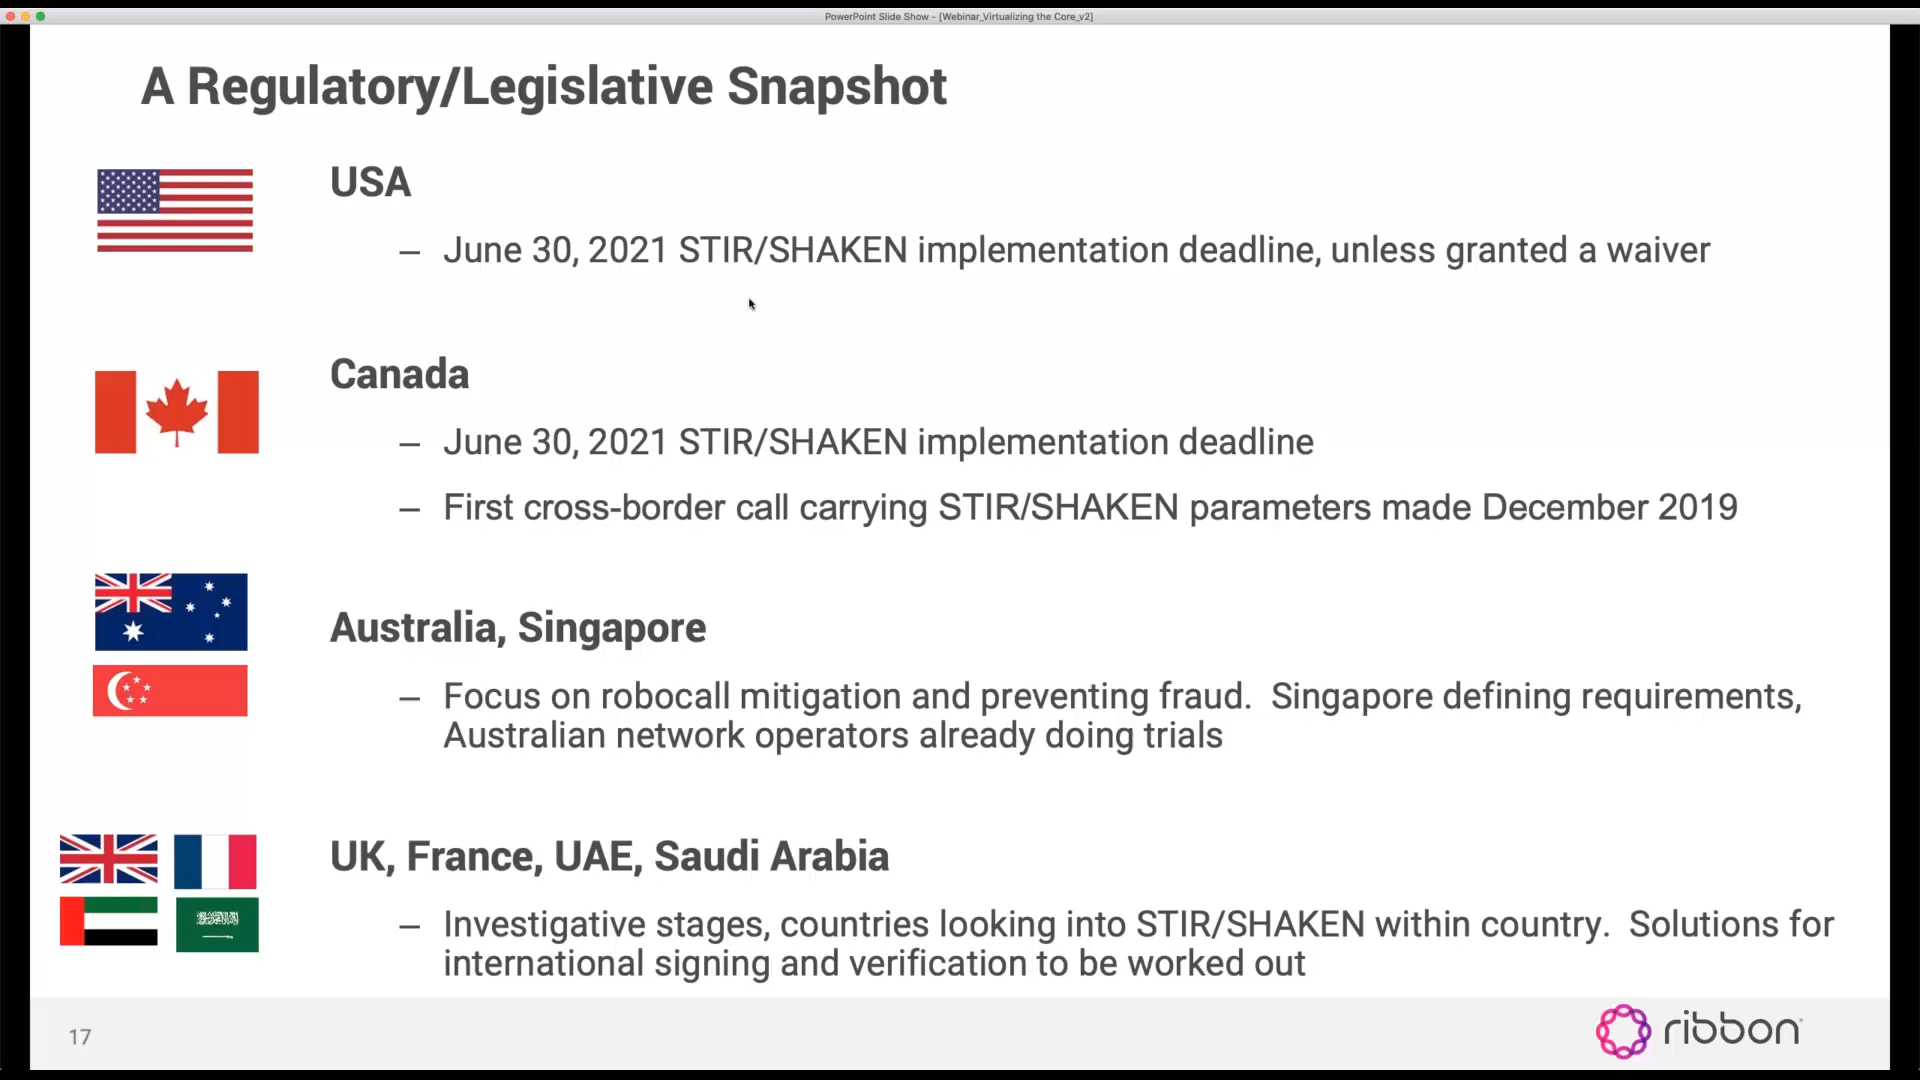 PowerPoint Slide Show - [Webinar_Virtualizing the Core_v2]
A Regulatory/Legislative Snapshot
USA
– June 30, 2021 STIR/SHAKEN implementation deadline, unless granted a waiver
Canada
– June 30, 2021 STIR/SHAKEN implementation deadline
– First cross-border call carrying STIR/SHAKEN parameters made December 2019
Australia, Singapore
– Focus on robocall mitigation and preventing fraud.  Singapore defining requirements,
Australian network operators already doing trials
UK, France, UAE, Saudi Arabia
– Investigative stages, countries looking into STIR/SHAKEN within country.  Solutions for
international signing and verification to be worked out
17
ribbon